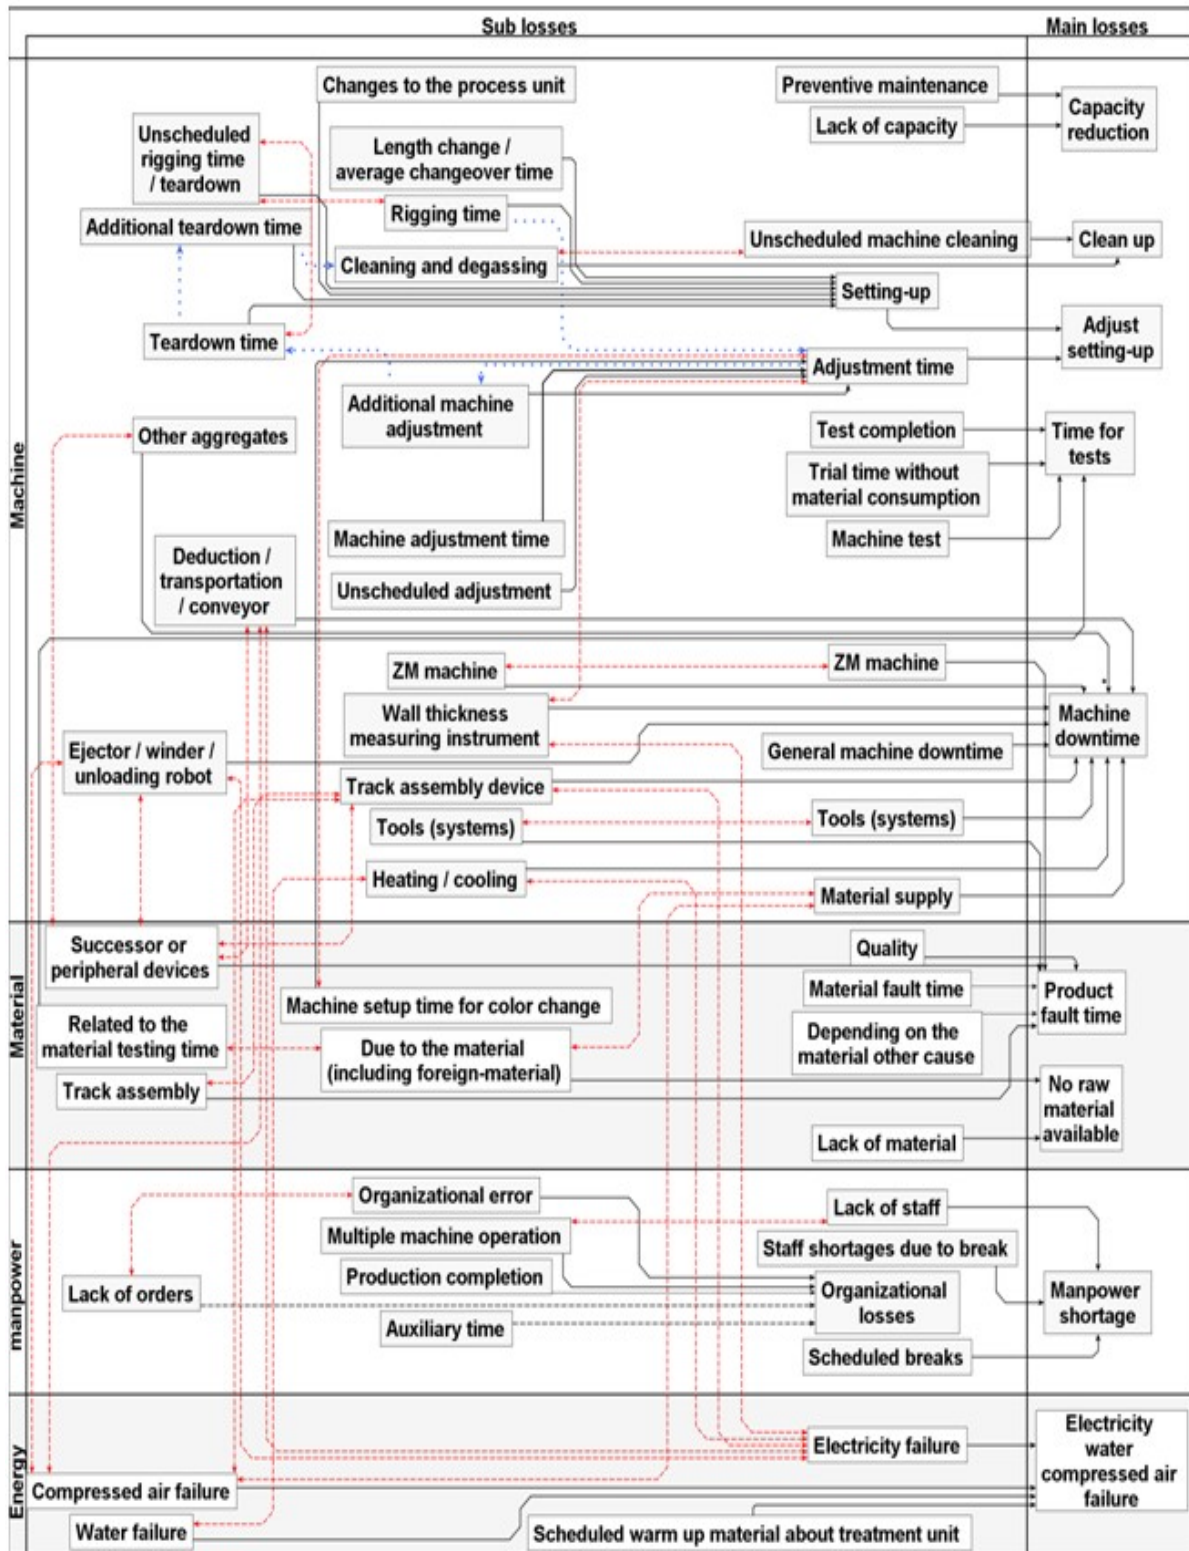 Sub losses
Main losses
Machine
Changes to the process unit
Preventive maintenance
Capacity
reduction
Lack of capacity
Unscheduled
rigging time
/ teardown
Length change /
average changeover time
Rigging time
Additional teardown time
Unscheduled machine cleaning
Clean up
Cleaning and degassing
Setting-up
Teardown time
Adjust
setting-up
Adjustment time
Additional machine
adjustment
Other aggregates
Test completion
Time for
tests
Trial time without
material consumption
Machine adjustment time
Machine test
Deduction /
transportation
/ conveyor
Unscheduled adjustment
ZM machine
ZM machine
Wall thickness
measuring instrument
Machine
downtime
Ejector / winder /
unloading robot
General machine downtime
Track assembly device
Tools (systems)
Tools (systems)
Heating / cooling
Material supply
Material
Successor or
peripheral devices
Quality
Machine setup time for color change
Material fault time
Product
fault time
Related to the
material testing time
Due to the material
(including foreign-material)
Depending on the
material other cause
Track assembly
No raw
material
available
Lack of material
manpower
Organizational error
Lack of staff
Multiple machine operation
Staff shortages due to break
Production completion
Lack of orders
Organizational
losses
Manpower
shortage
Auxiliary time
Scheduled breaks
Energy
Electricity failure
Electricity
water
compressed air
failure
Compressed air failure
Water failure
Scheduled warm up material about treatment unit